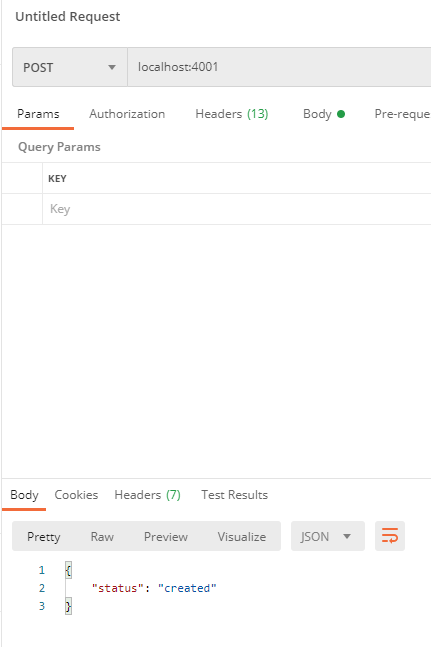 Untitled Request
POST localhost:4001
Params Authorization Headers (13) Body Pre-reque
Query Params
KEY
Key
Body Cookies Headers (7) Test Results
Pretty Raw Preview Visualize JSON
1 {
2 "status": "created"
3 }